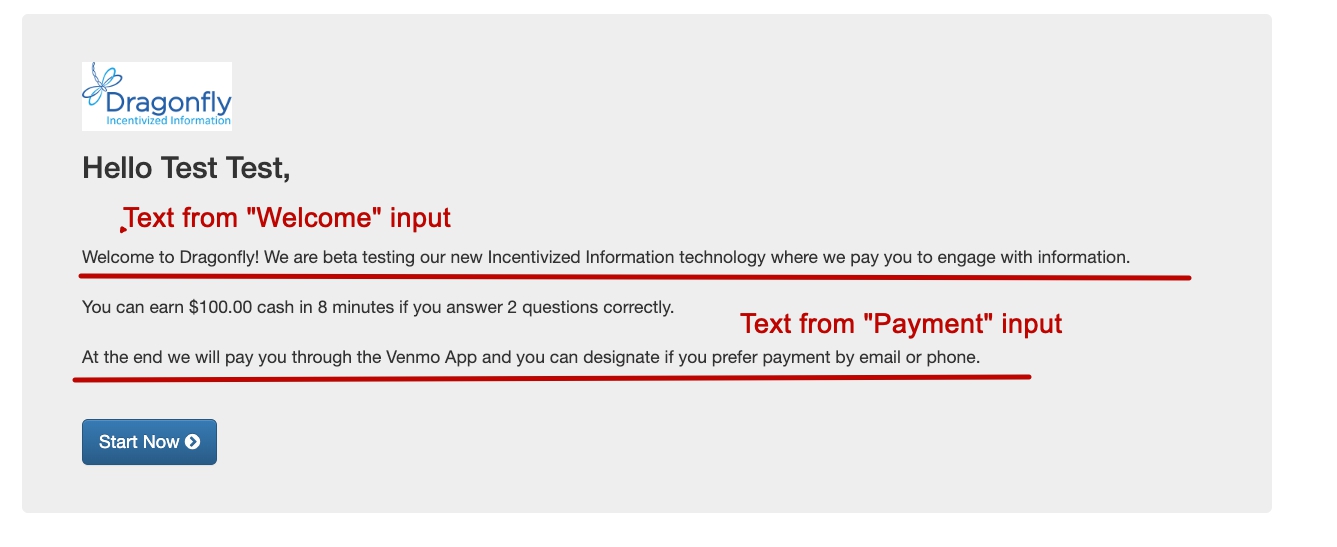 Dragonfly
Incentivized Information
Hello Test Test,
Text from "Welcome" input
Welcome to Dragonfly! We are beta testing our new Incentivized Information technology where we pay you to engage with information.
You can earn $100.00 cash in 8 minutes if you answer 2 questions correctly.
Text from "Payment" input
At the end we will pay you through the Venmo App and you can designate if you prefer payment by email or phone.
Start Now